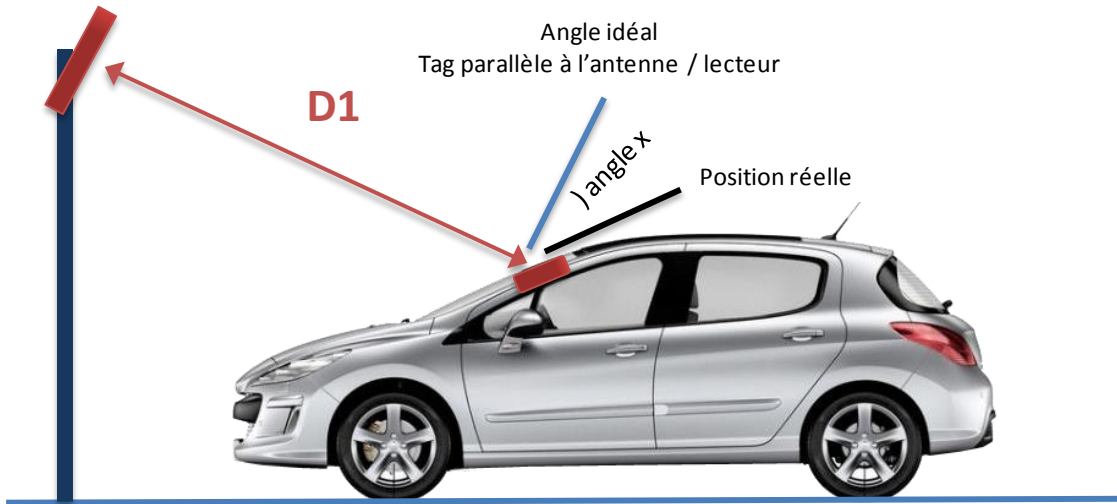 Angle idéal
Tag parallèle à l’antenne / lecteur
D1
) angle x
Position réelle